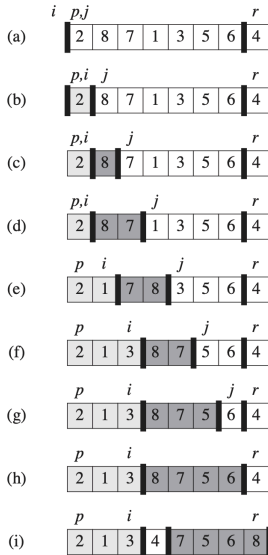 i p,j r
(a) 2 8 7 1 3 5 6 4
p,i j r
(b) 2 8 7 1 3 5 6 4
p,i j r
(c) 2 8 7 1 3 5 6 4
p,i j r
(d) 2 8 7 1 3 5 6 4
p i j r
(e) 2 1 7 8 3 5 6 4
p i j r
(f) 2 1 3 8 7 5 6 4
p i j r
(g) 2 1 3 8 7 5 6 4
p i r
(h) 2 1 3 8 7 5 6 4
p i r
(i) 2 1 3 4 7 5 6 8